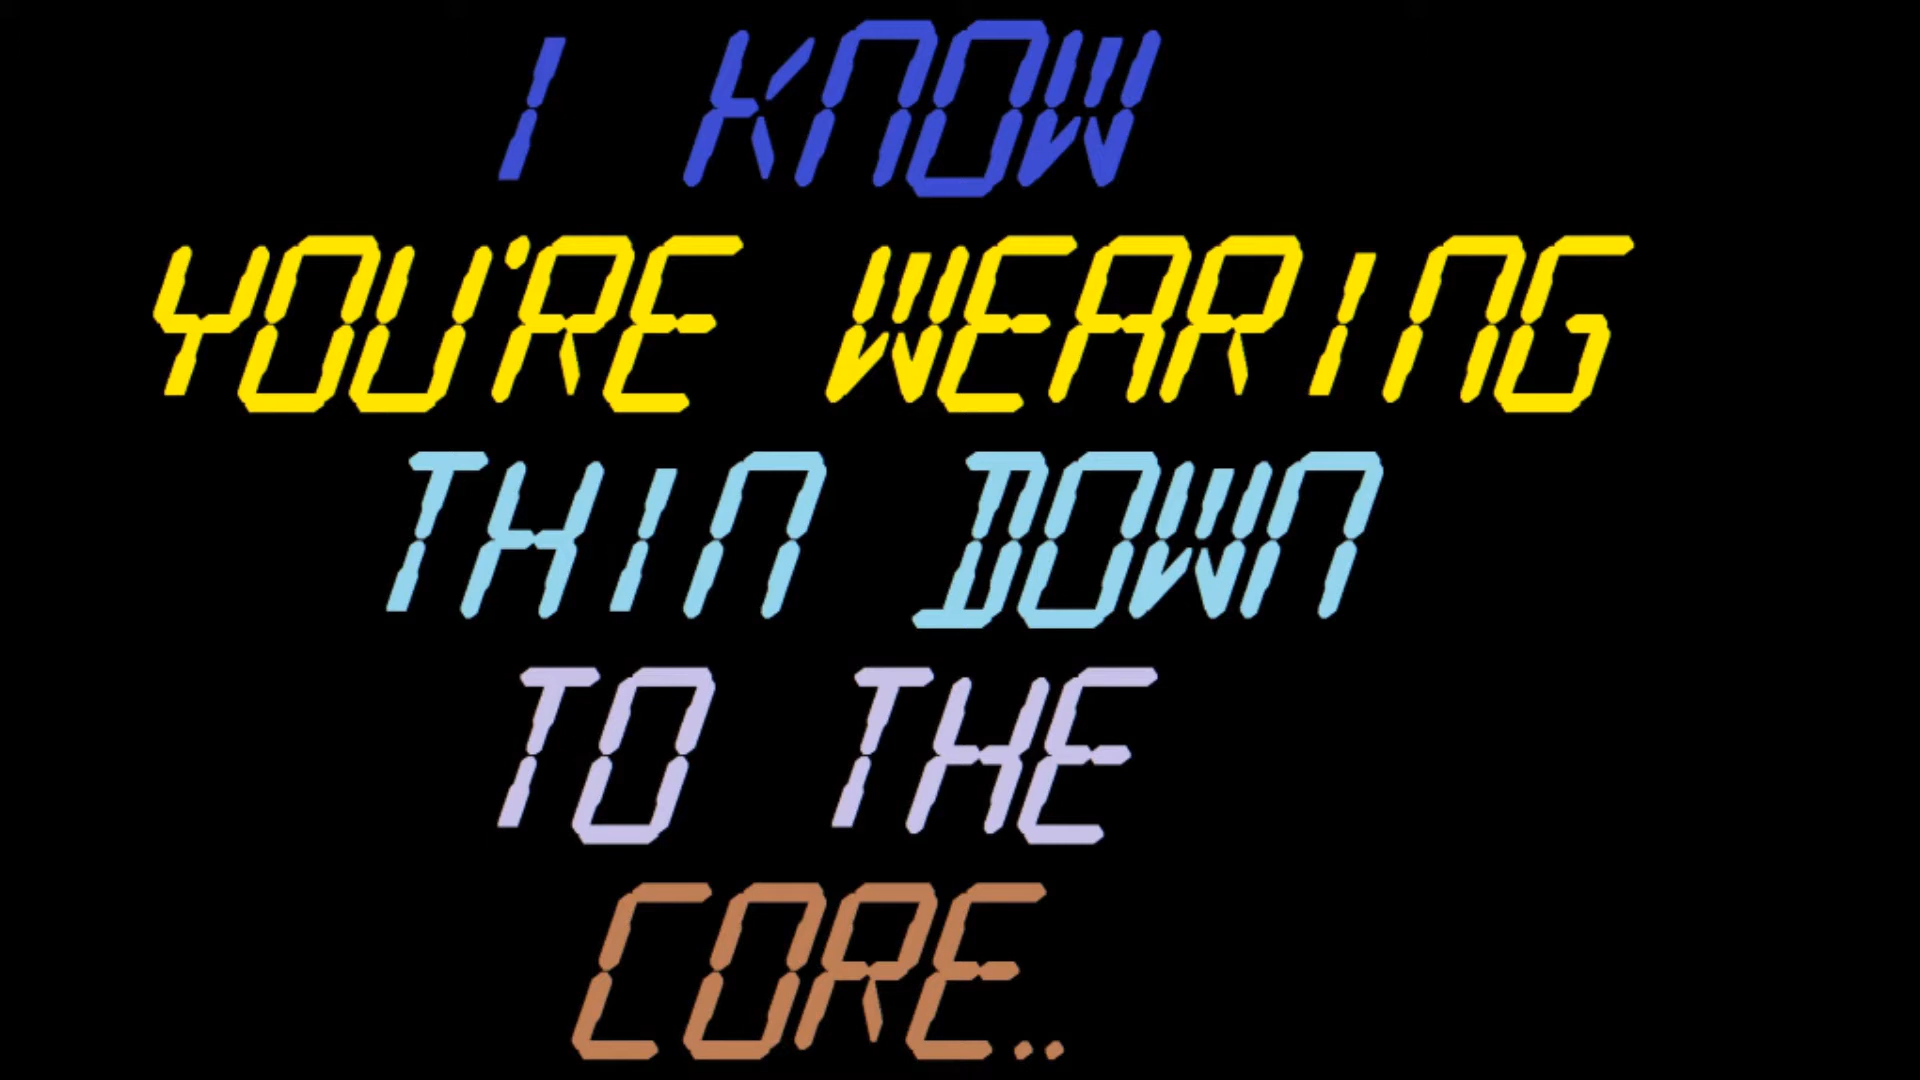 I KNOW
YOU'RE WEARING
THIN DOWN
TO THE
CORE..